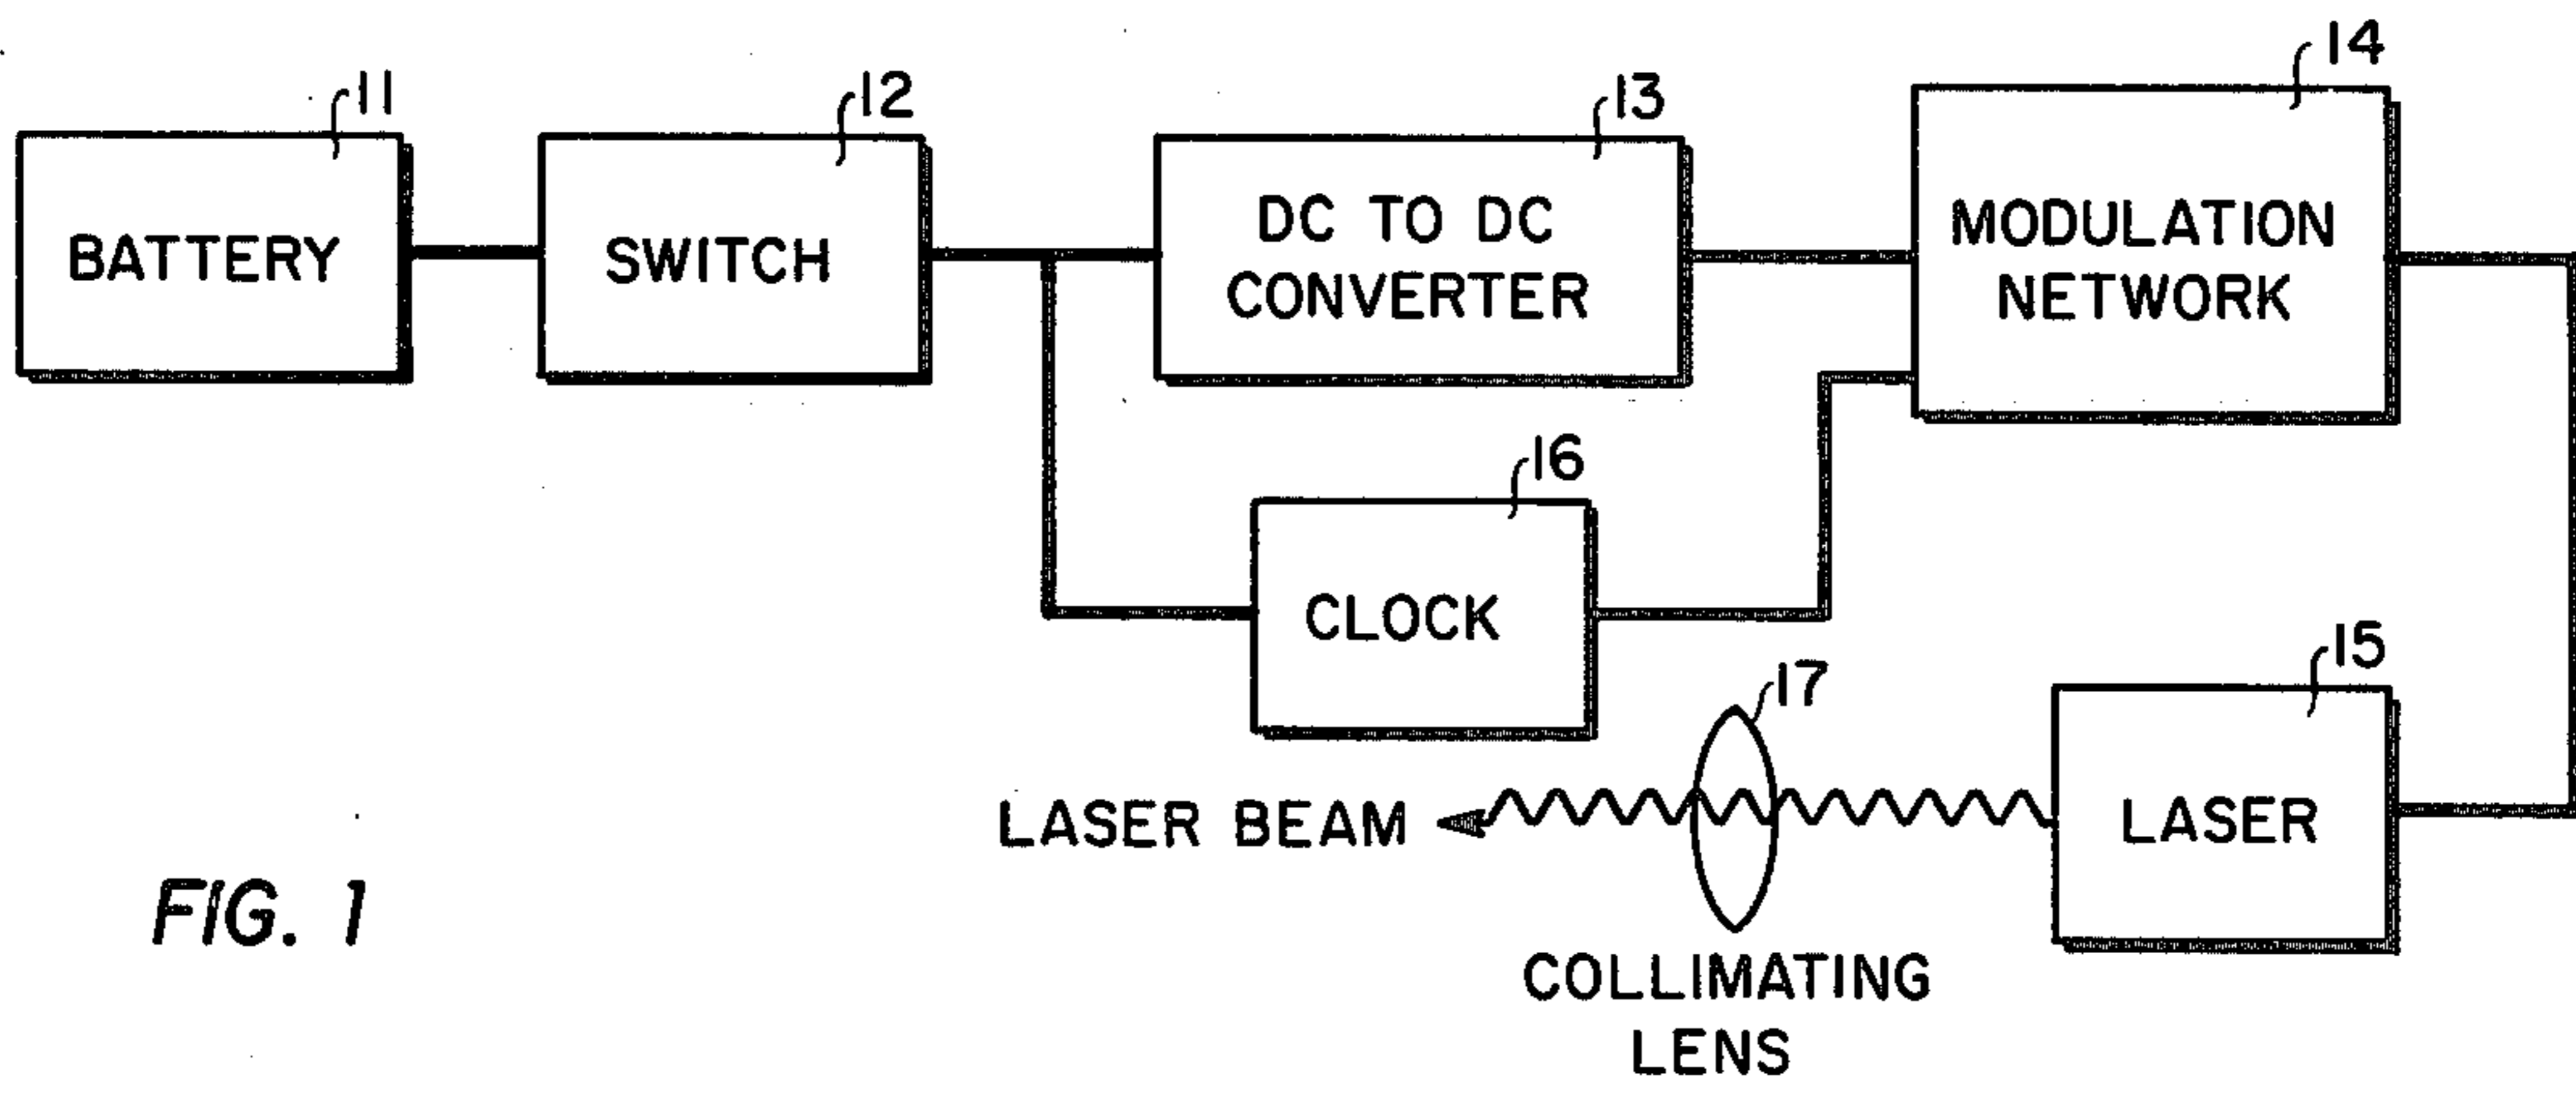 11
BATTERY
12
SWITCH
13
DC TO DC
CONVERTER
14
MODULATION
NETWORK
16
CLOCK
17
15
LASER
LASER BEAM
COLLIMATING
LENS
FIG. 1